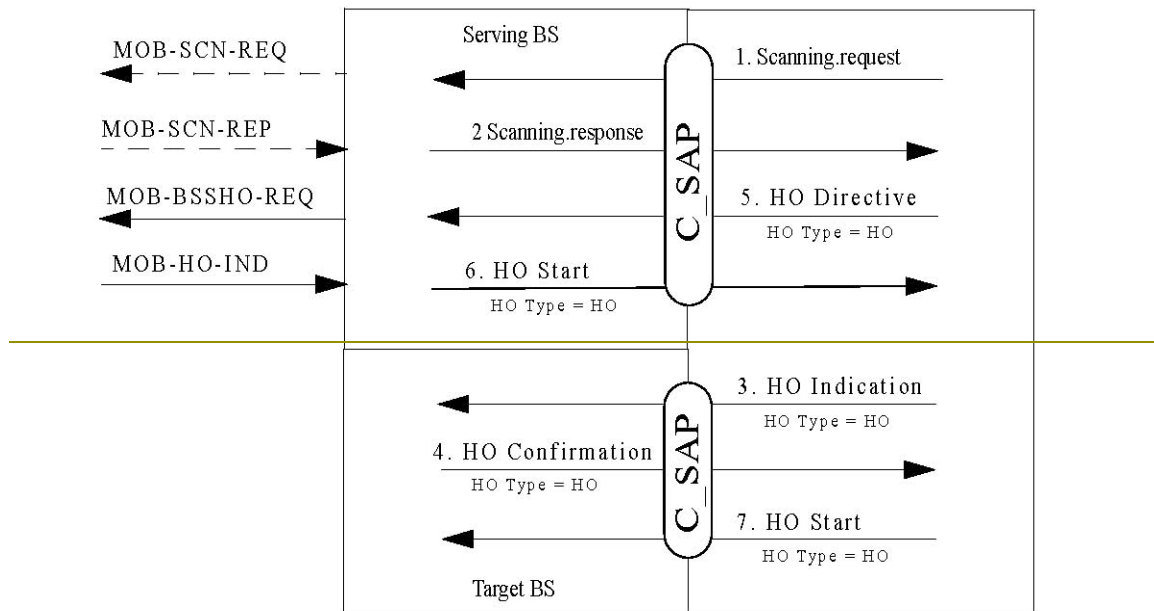 MOB-SCN-REQ
Serving BS
1. Scanning.request
MOB-SCN-REP
2 Scanning.response
C_SAP
MOB-BSSHO-REQ
5. HO Directive
HO Type = HO
MOB-HO-IND
6. HO Start
HO Type = HO
3. HO Indication
HO Type = HO
C_SAP
4. HO Confirmation
HO Type = HO
7. HO Start
HO Type = HO
Target BS